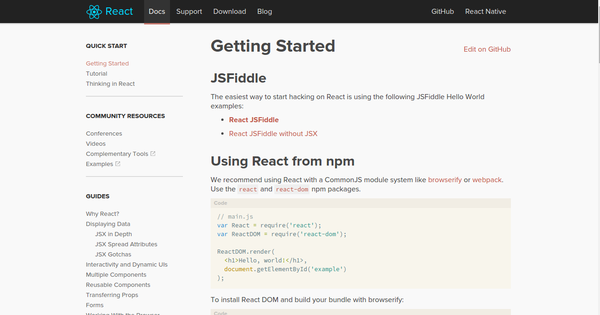 React Docs Support Download Blog GitHub React Native
QUICK START
Getting Started
Tutorial
Thinking in React
COMMUNITY RESOURCES
Conferences
Videos
Complementary Tools
Examples
GUIDES
Why React?
Displaying Data
JSX in Depth
JSX Spread Attributes
JSX Gotchas
Interactivity and Dynamic UIs
Multiple Components
Reusable Components
Transferring Props
Forms
Working With the Browser
Getting Started
Edit on GitHub
JSFiddle
The easiest way to start hacking on React is using the following JSFiddle Hello World
examples:
• React JSFiddle
• React JSFiddle without JSX
Using React from npm
We recommend using React with a CommonJS module system like browserify or webpack.
Use the react and react-dom npm packages.
Code
// main.js
var React = require('react');
var ReactDOM = require('react-dom');
ReactDOM.render(
<h1>Hello, world!</h1>,
document.getElementById('example')
);
To install React DOM and build your bundle with browserify:
Code